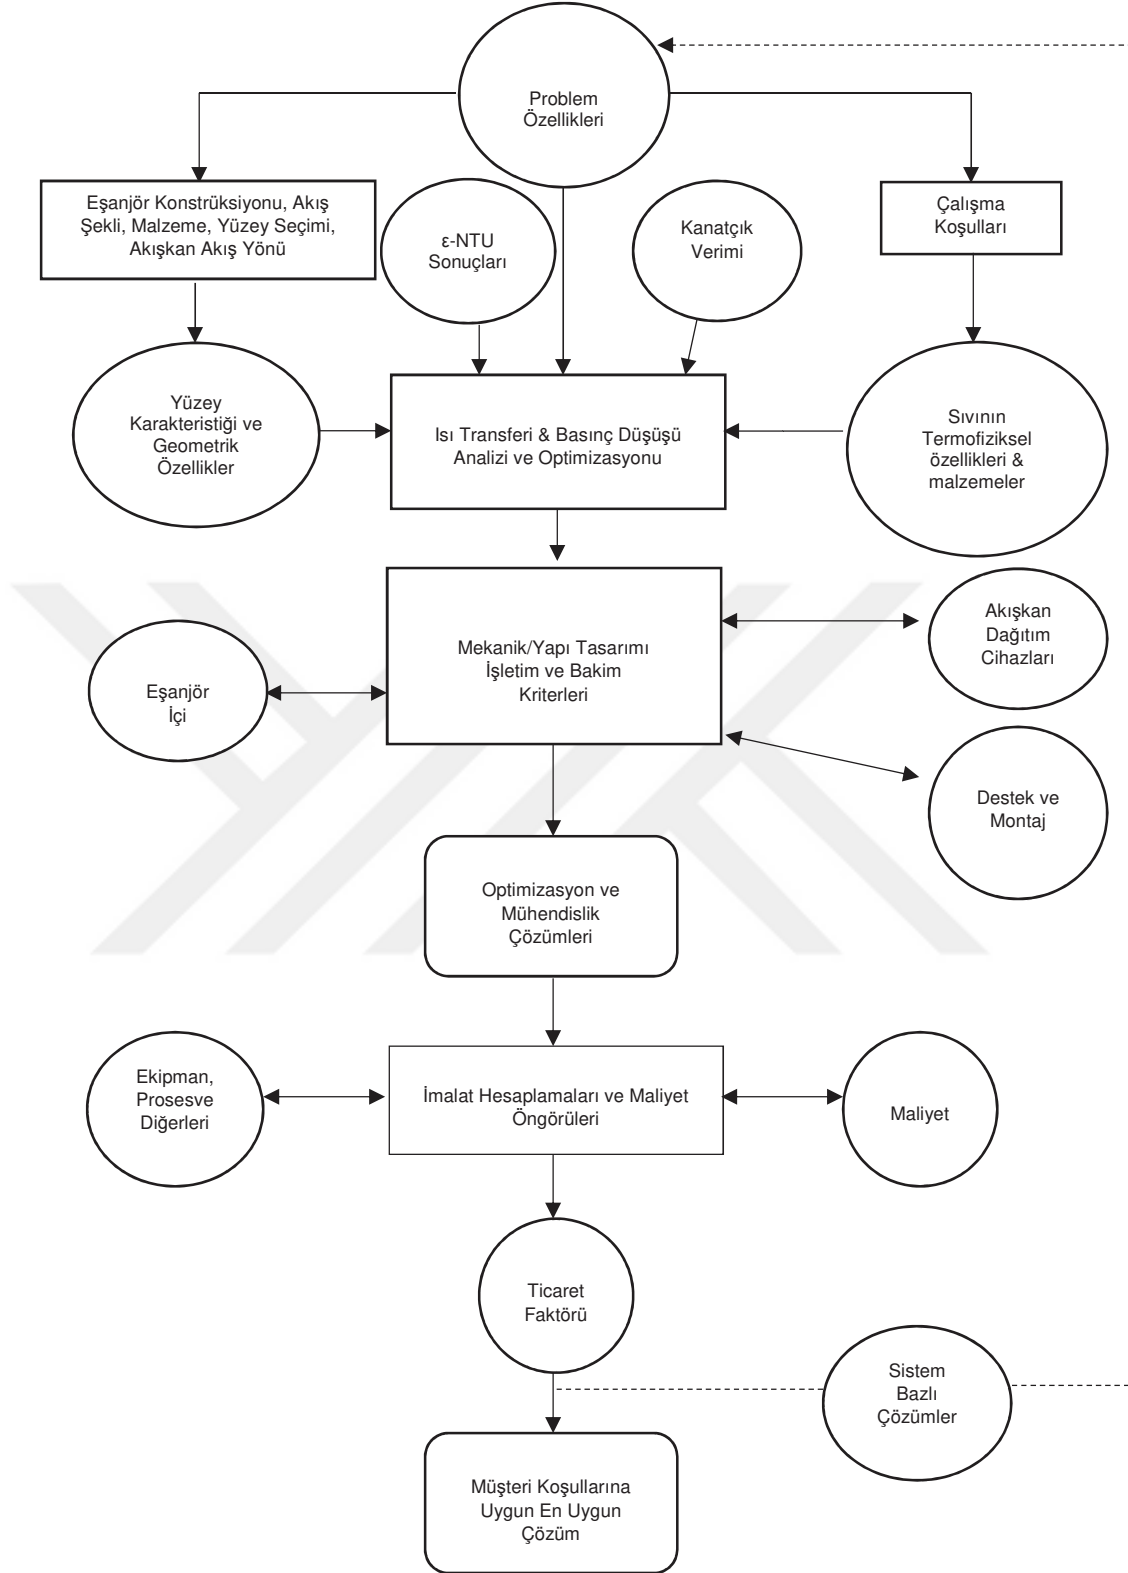 Problem
Özellikleri
Eşanjör Konstrüksiyonu, Akış
Şekli, Malzeme, Yüzey Seçimi,
Akışkan Akış Yönü
ε-NTU
Sonuçları
Kanatçık
Verimi
Çalışma
Koşulları
Yüzey
Karakteristiği ve
Geometrik
Özellikler
Isı Transferi & Basınç Düşüşü
Analizi ve Optimizasyonu
Sıvının
Termofiziksel
özellikleri &
malzemeler
Mekanik/Yapı Tasarımı
İşletim ve Bakim
Kriterleri
Akışkan
Dağıtım
Cihazları
Eşanjör
İçi
Destek ve
Montaj
Optimizasyon ve
Mühendislik
Çözümleri
Ekipman,
Prosesve
Diğerleri
İmalat Hesaplamaları ve Maliyet
Öngörüleri
Maliyet
Ticaret
Faktörü
Sistem
Bazlı
Çözümler
Müşteri Koşullarına
Uygun En Uygun
Çözüm